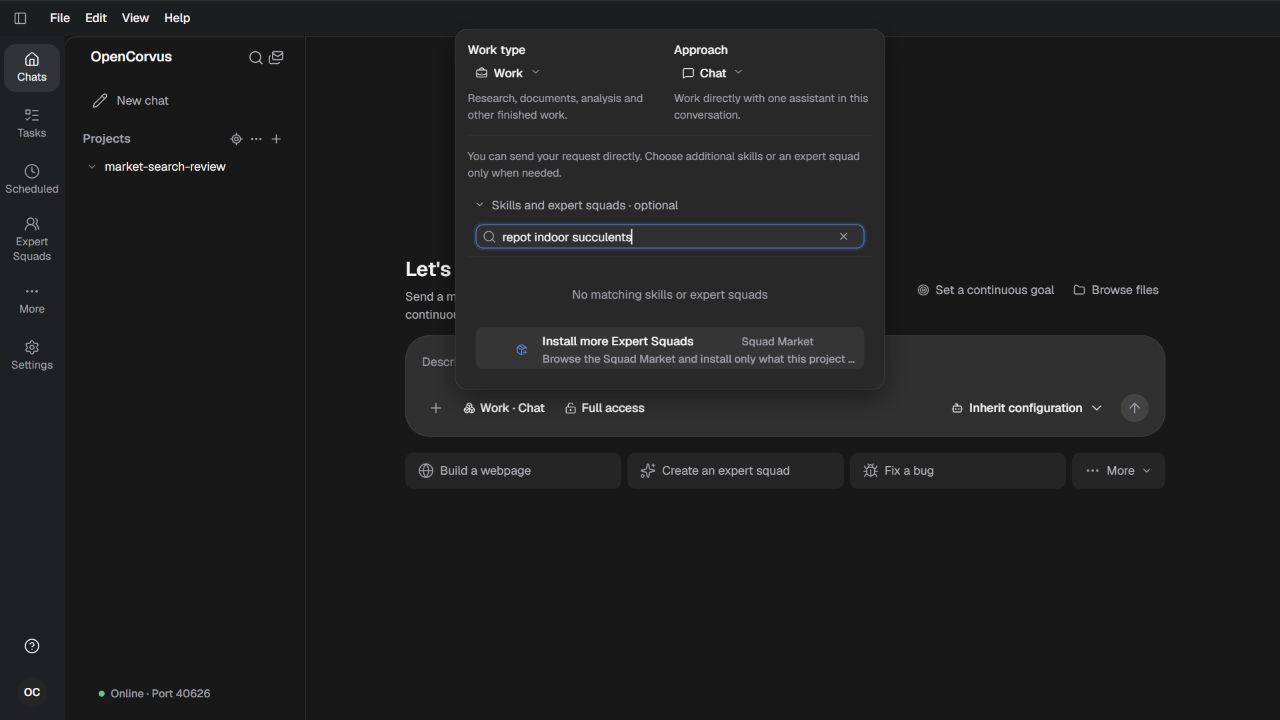 File Edit View Help
Chats
Tasks
Scheduled
Expert
Squads
More
Settings
OC
OpenCorvus
New chat
Projects
market-search-review
Online · Port 40626
Work type
Work
Research, documents, analysis and
other finished work.
Approach
Chat
Work directly with one assistant in this
conversation.
You can send your request directly. Choose additional skills or an expert squad
only when needed.
Skills and expert squads · optional
repot indoor succulents
No matching skills or expert squads
Install more Expert Squads Squad Market
Browse the Squad Market and install only what this project ...
Let's
Send a m
continuou
Set a continuous goal Browse files
Descri
Work · Chat Full access Inherit configuration
Build a webpage Create an expert squad Fix a bug More